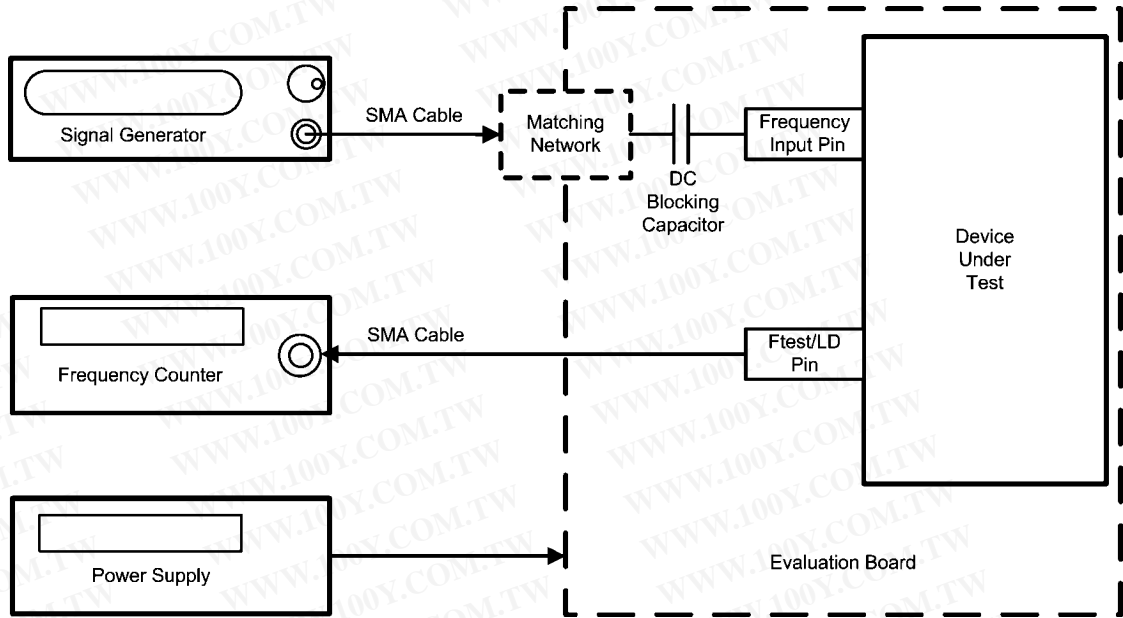 Signal Generator
SMA Cable
Matching
Network
DC
Blocking
Capacitor
Frequency
Input Pin
Device
Under
Test
Frequency Counter
SMA Cable
Ftest/LD
Pin
Power Supply
Evaluation Board
WWW.100Y.COM.TW